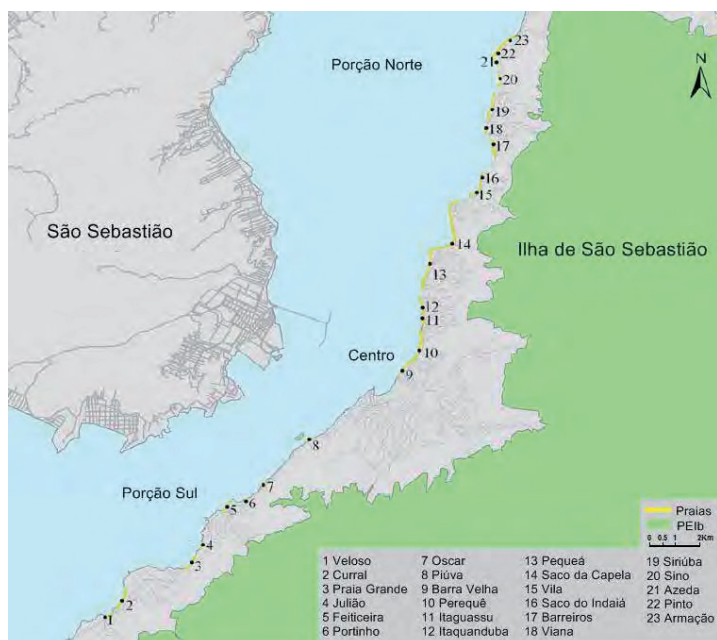 23
22
21
Porção Norte
N
20
19
18
17
16
15
São Sebastião
Ilha de São Sebastião
14
13
12
11
Centro
10
9
8
Porção Sul
7
6
5
4
3
2
1
Praias
PEIb
0 0.5 1 2Km
1 Veloso
2 Curral
3 Praia Grande
4 Julião
5 Feiticeira
6 Portinho
7 Oscar
8 Piúva
9 Barra Velha
10 Perequê
11 Itaguassu
12 Itaquanduba
13 Pequeá
14 Saco da Capela
15 Vila
16 Saco do Indaiá
17 Barreiros
18 Viana
19 Siriúba
20 Sino
21 Azeda
22 Pinto
23 Armação